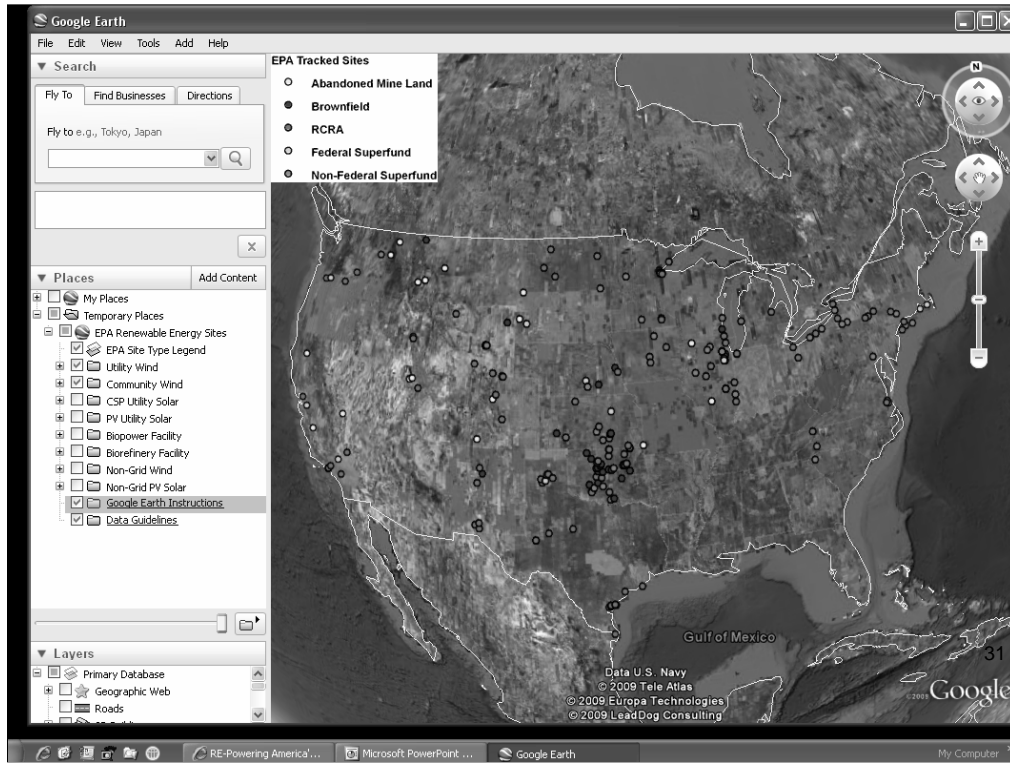 Google Earth
File Edit View Tools Add Help
Search
Fly To Find Businesses Directions
Fly to e.g., Tokyo, Japan
Places Add Content
My Places
Temporary Places
EPA Renewable Energy Sites
EPA Site Type Legend
Utility Wind
Community Wind
CSP Utility Solar
PV Utility Solar
Biopower Facility
Biorefinery Facility
Non-Grid Wind
Non-Grid PV Solar
Google Earth Instructions
Data Guidelines
Layers
Primary Database
Geographic Web
Roads
EPA Tracked Sites
Abandoned Mine Land
Brownfield
RCRA
Federal Superfund
Non-Federal Superfund
N
Gulf of Mexico
31
Data U.S. Navy
© 2009 Tele Atlas
© 2009 Europa Technologies
© 2009 LeadDog Consulting
©2009 Google
RE-Powering America'... Microsoft PowerPoint ... Google Earth My Computer